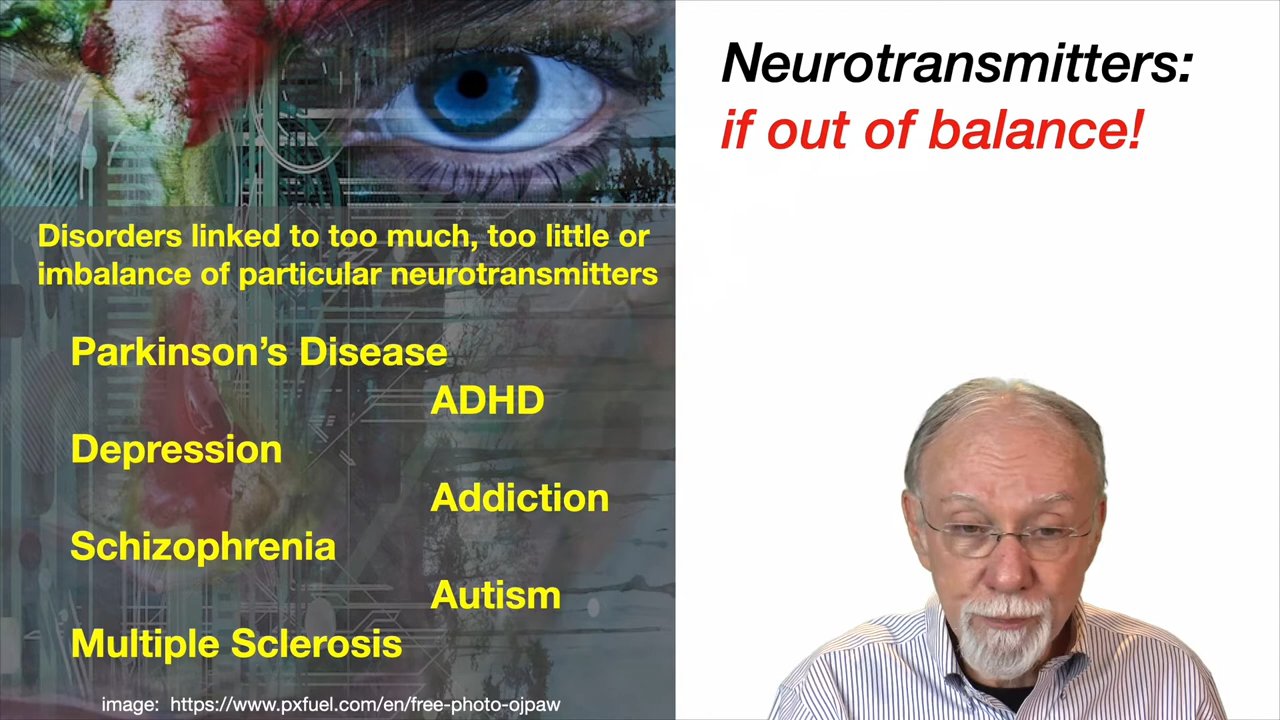 Neurotransmitters:
if out of balance!
Disorders linked to too much, too little or
imbalance of particular neurotransmitters
Parkinson’s Disease
ADHD
Depression
Addiction
Schizophrenia
Autism
Multiple Sclerosis
image: https://www.pxfuel.com/en/free-photo-ojpaw